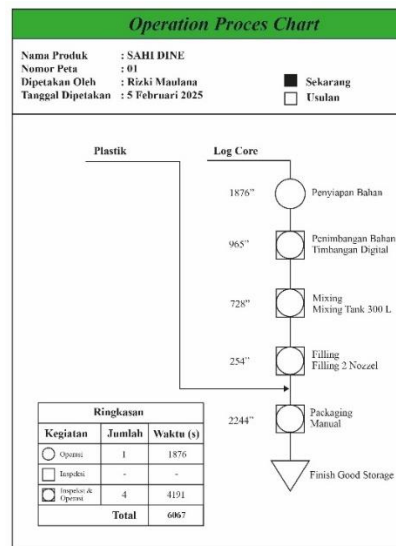 Operation Proces Chart
Nama Produk : SAHI DINE
Nomor Peta : 01
Dipetakan Oleh : Rizki Maulana
Tanggal Dipetakan : 5 Februari 2025
Sekarang
Usulan
Plastik
Log Core
1876”
Penyiapan Bahan
965”
Penimbangan Bahan
Timbangan Digital
728”
Mixing
Mixing Tank 300 L
254”
Filling
Filling 2 Nozzel
2244”
Packaging
Manual
Finish Good Storage
Ringkasan
Kegiatan Jumlah Waktu (s)
Operasi 1 1876
Inspeksi - -
Inspeksi & Operasi 4 4191
Total 6067